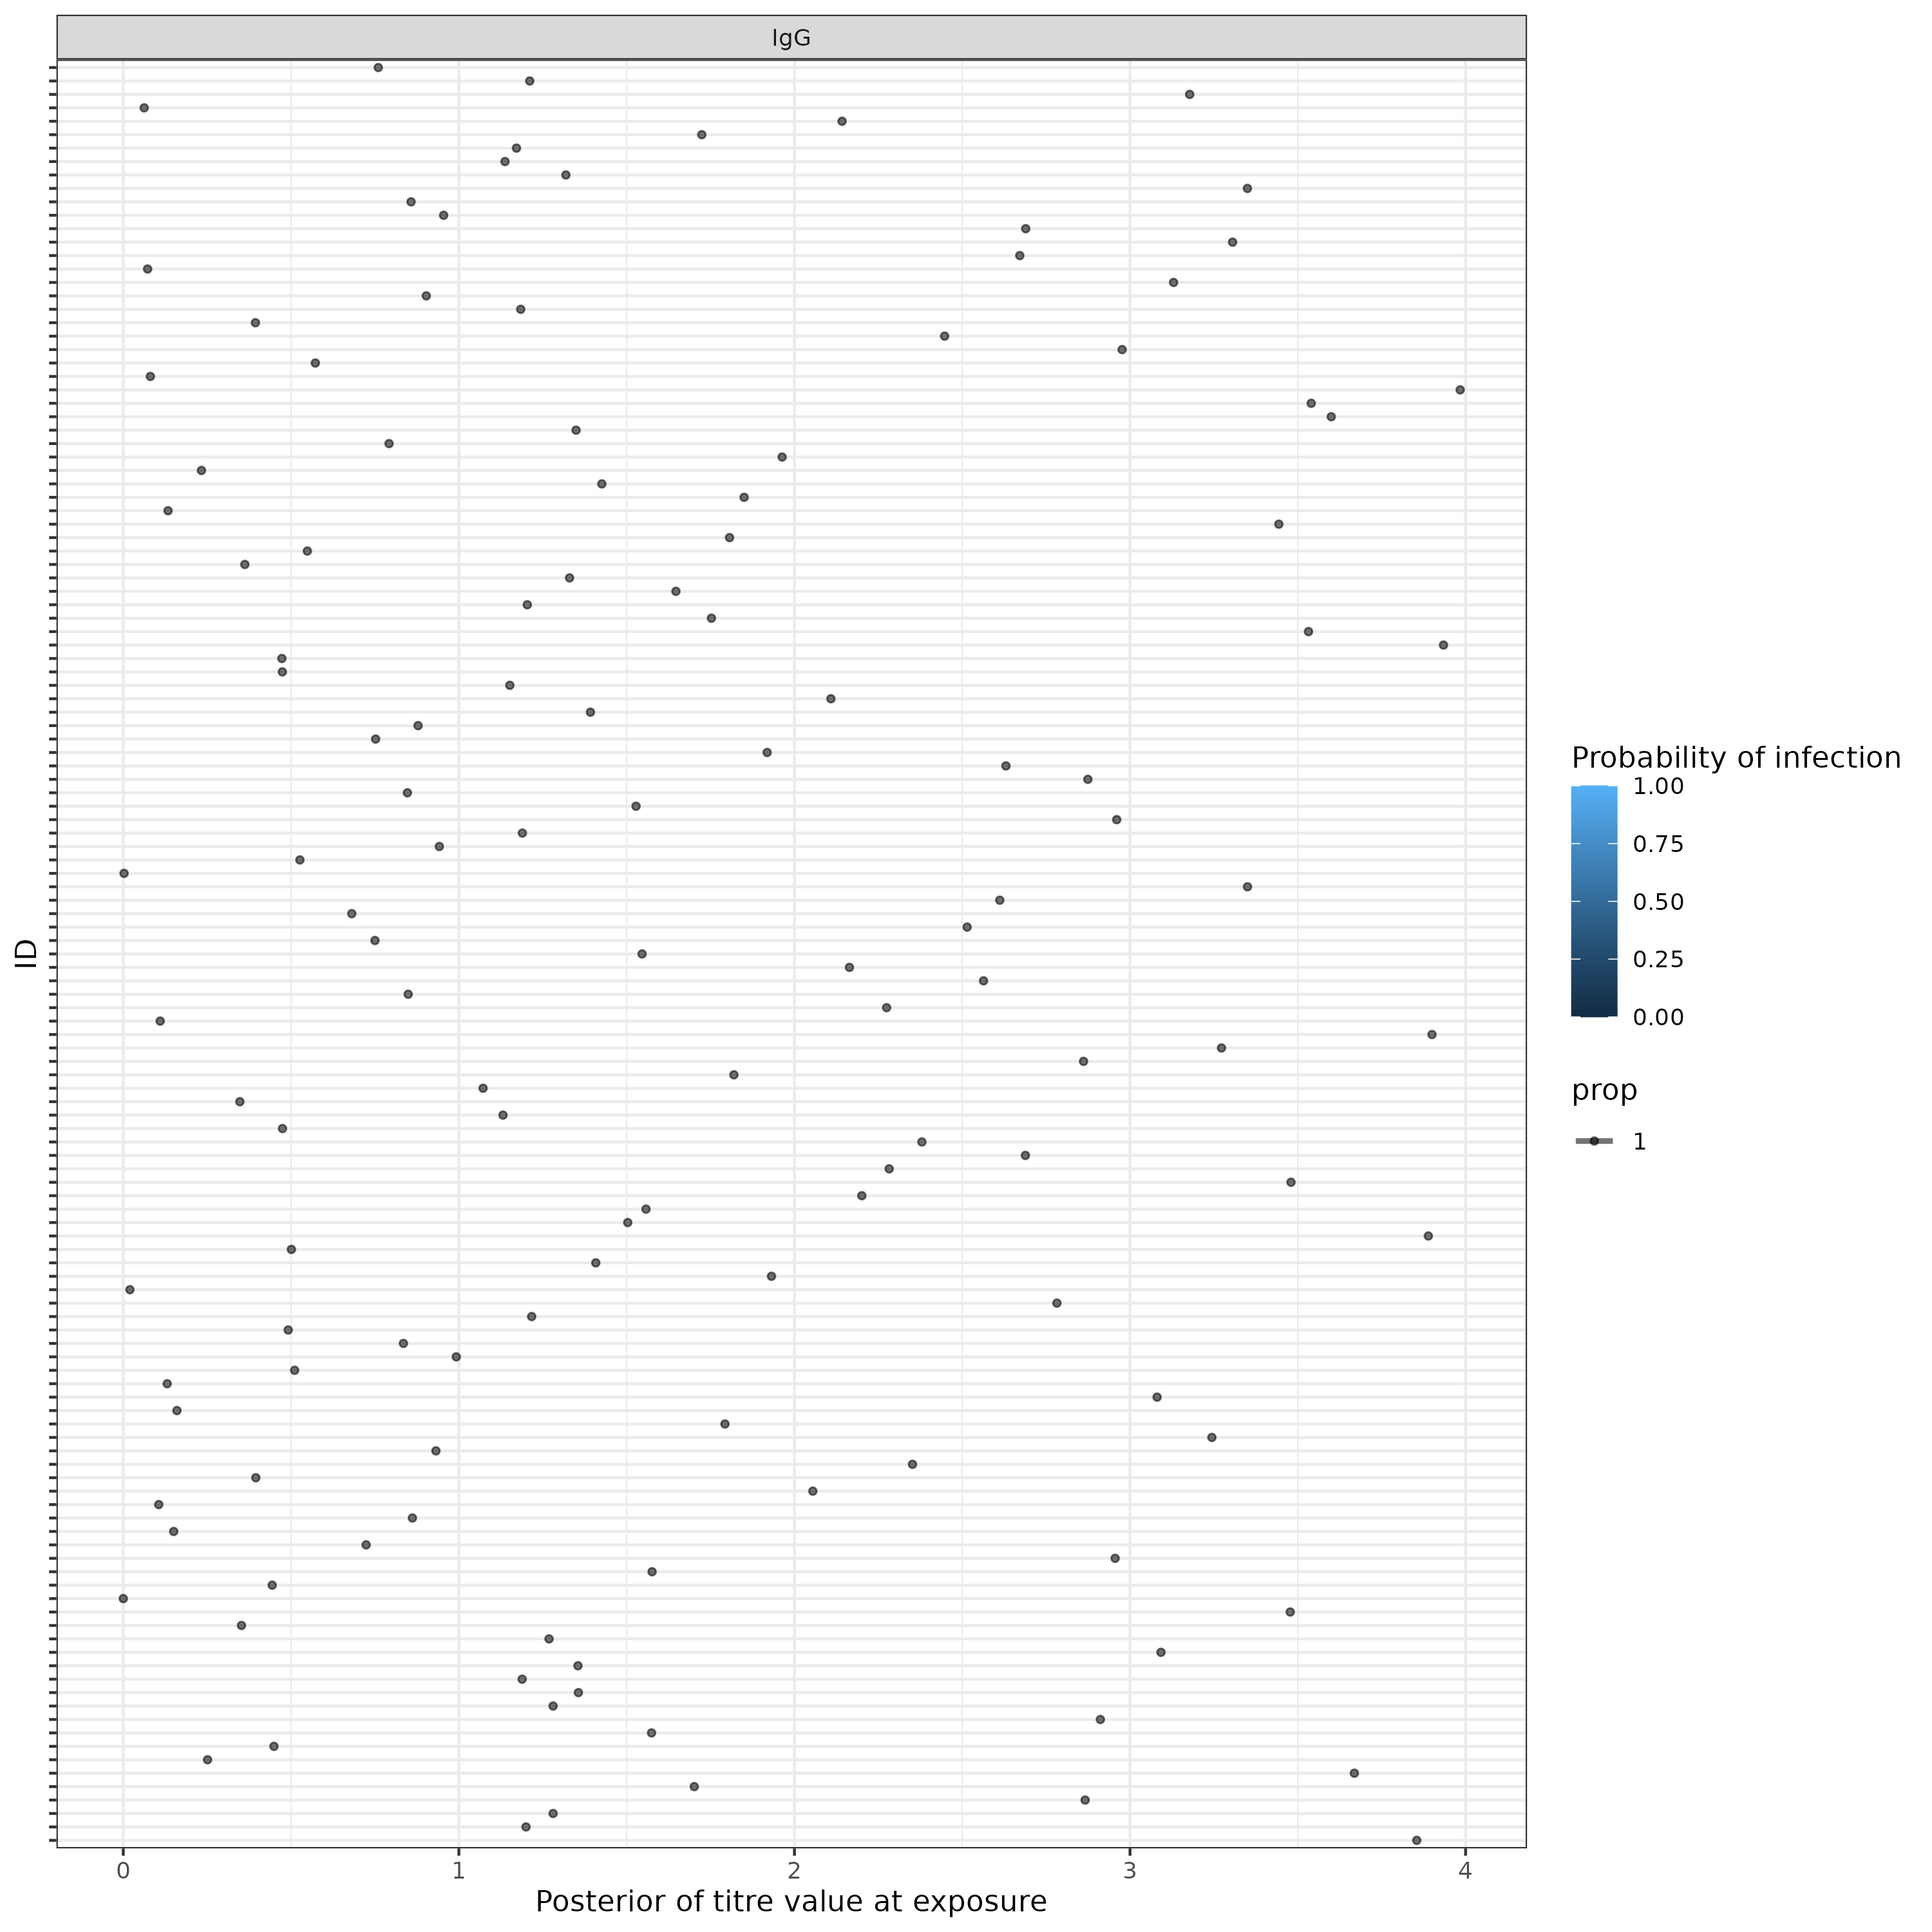 IgG
ID
0 1 2 3 4
Posterior of titre value at exposure
Probability of infection
1.00
0.75
0.50
0.25
0.00
prop
1